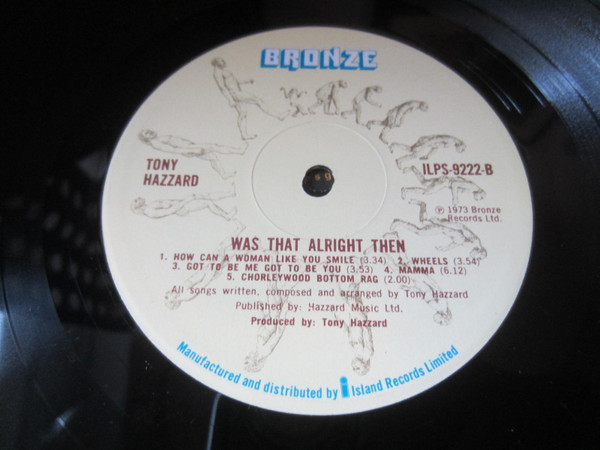 BRONZE
TONY
HAZZARD
ILPS-9222-B
℗ 1973 Bronze
Records Ltd.
WAS THAT ALRIGHT THEN
1. HOW CAN A WOMAN LIKE YOU SMILE (3.34) 2. WHEELS (3.54)
3. GOT TO BE ME GOT TO BE YOU (3.53) 4. MAMMA (6.12)
5. CHORLEYWOOD BOTTOM RAG (2.00)
All songs written, composed and arranged by Tony Hazzard
Published by: Hazzard Music Ltd.
Produced by: Tony Hazzard
Manufactured and distributed by i Island Records Limited